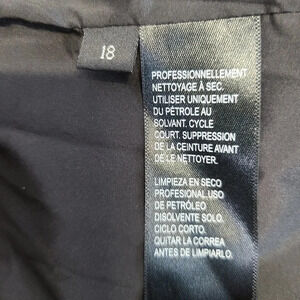 18
PROFESSIONNELLEMENT
NETTOYAGE À SEC.
UTILISER UNIQUEMENT
DU PÉTROLE AU
SOLVANT. CYCLE
COURT. SUPPRESSION
DE LA CEINTURE AVANT
DE LE NETTOYER.
LIMPIEZA EN SECO
PROFESIONAL.USO
DE PETRÓLEO
DISOLVENTE SOLO.
CICLO CORTO.
QUITAR LA CORREA
ANTES DE LIMPIARLO.